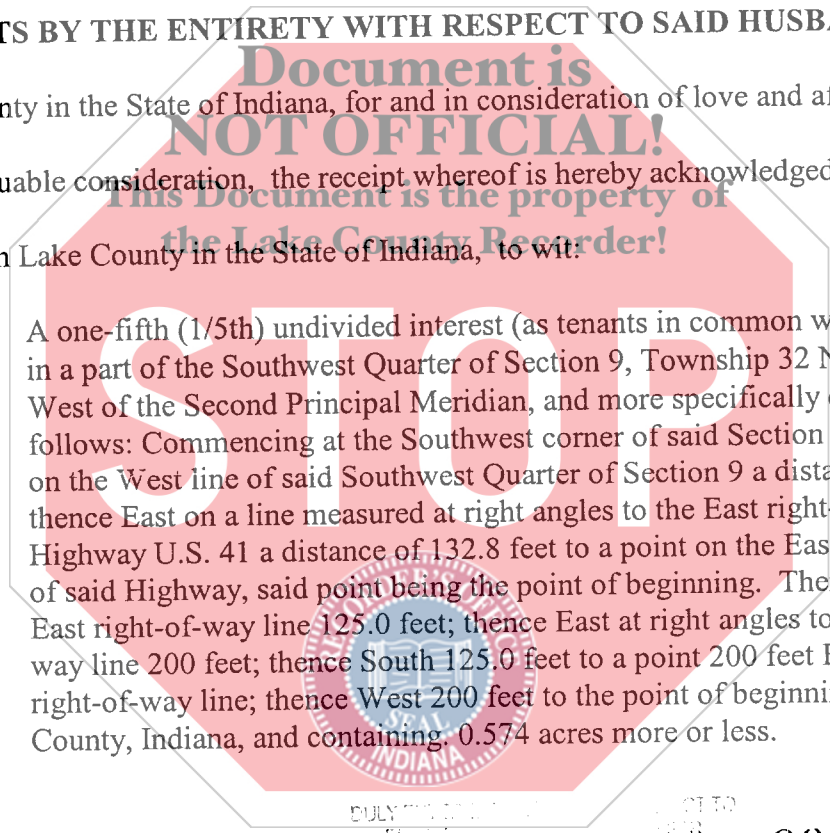 TS BY THE ENTIRETY WITH RESPECT TO SAID HUSBA
Document is
nty in the State of Indiana, for and in consideration of love and af
NOT OFFICIAL!
uable consideration, the receipt whereof is hereby acknowledged
This Document is the property of
the Lake County Recorder!
n Lake County in the State of Indiana, to wit:
STOP
A one-fifth (1/5th) undivided interest (as tenants in common w
in a part of the Southwest Quarter of Section 9, Township 32 N
West of the Second Principal Meridian, and more specifically
follows: Commencing at the Southwest corner of said Section
on the West line of said Southwest Quarter of Section 9 a dista
thence East on a line measured at right angles to the East right-
Highway U.S. 41 a distance of 132.8 feet to a point on the Eas
of said Highway, said point being the point of beginning. The
East right-of-way line 125.0 feet; thence East at right angles to
way line 200 feet; thence South 125.0 feet to a point 200 feet E
right-of-way line; thence West 200 feet to the point of beginni
County, Indiana, and containing. 0.574 acres more or less.
SEAL
INDIANA
DULY
CT TO